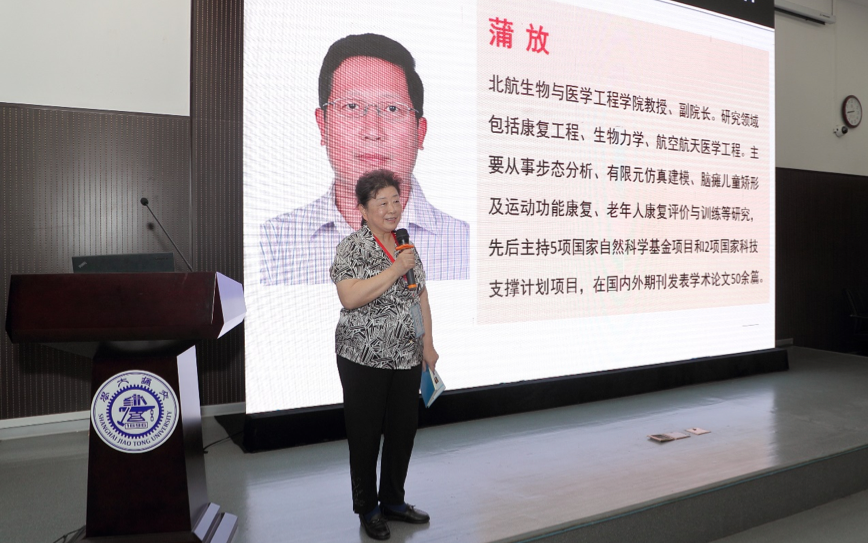 蒲 放
北航生物与医学工程学院教授、副院长。研究领域
包括康复工程、生物力学、航空航天医学工程。主
要从事步态分析、有限元仿真建模、脑瘫儿童矫形
及运动功能康复、老年人康复评价与训练等研究，
先后主持5项国家自然科学基金项目和2项国家科技
支撑计划项目，在国内外期刊发表学术论文50余篇。
SHANGHAI JIAO TONG UNIVERSITY
1896